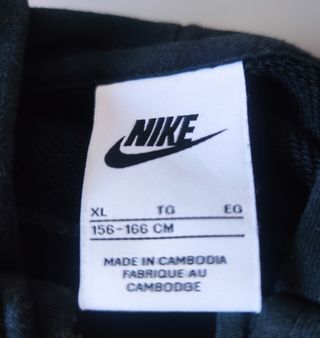 NIKE
XL TG EG
156-166 CM
MADE IN CAMBODIA
FABRIQUE AU
CAMBODGE